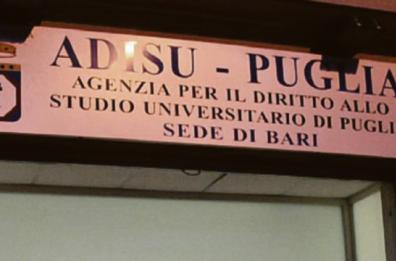 ADISU - PUGLIA
AGENZIA PER IL DIRITTO ALLO
STUDIO UNIVERSITARIO DI PUGLI
SEDE DI BARI